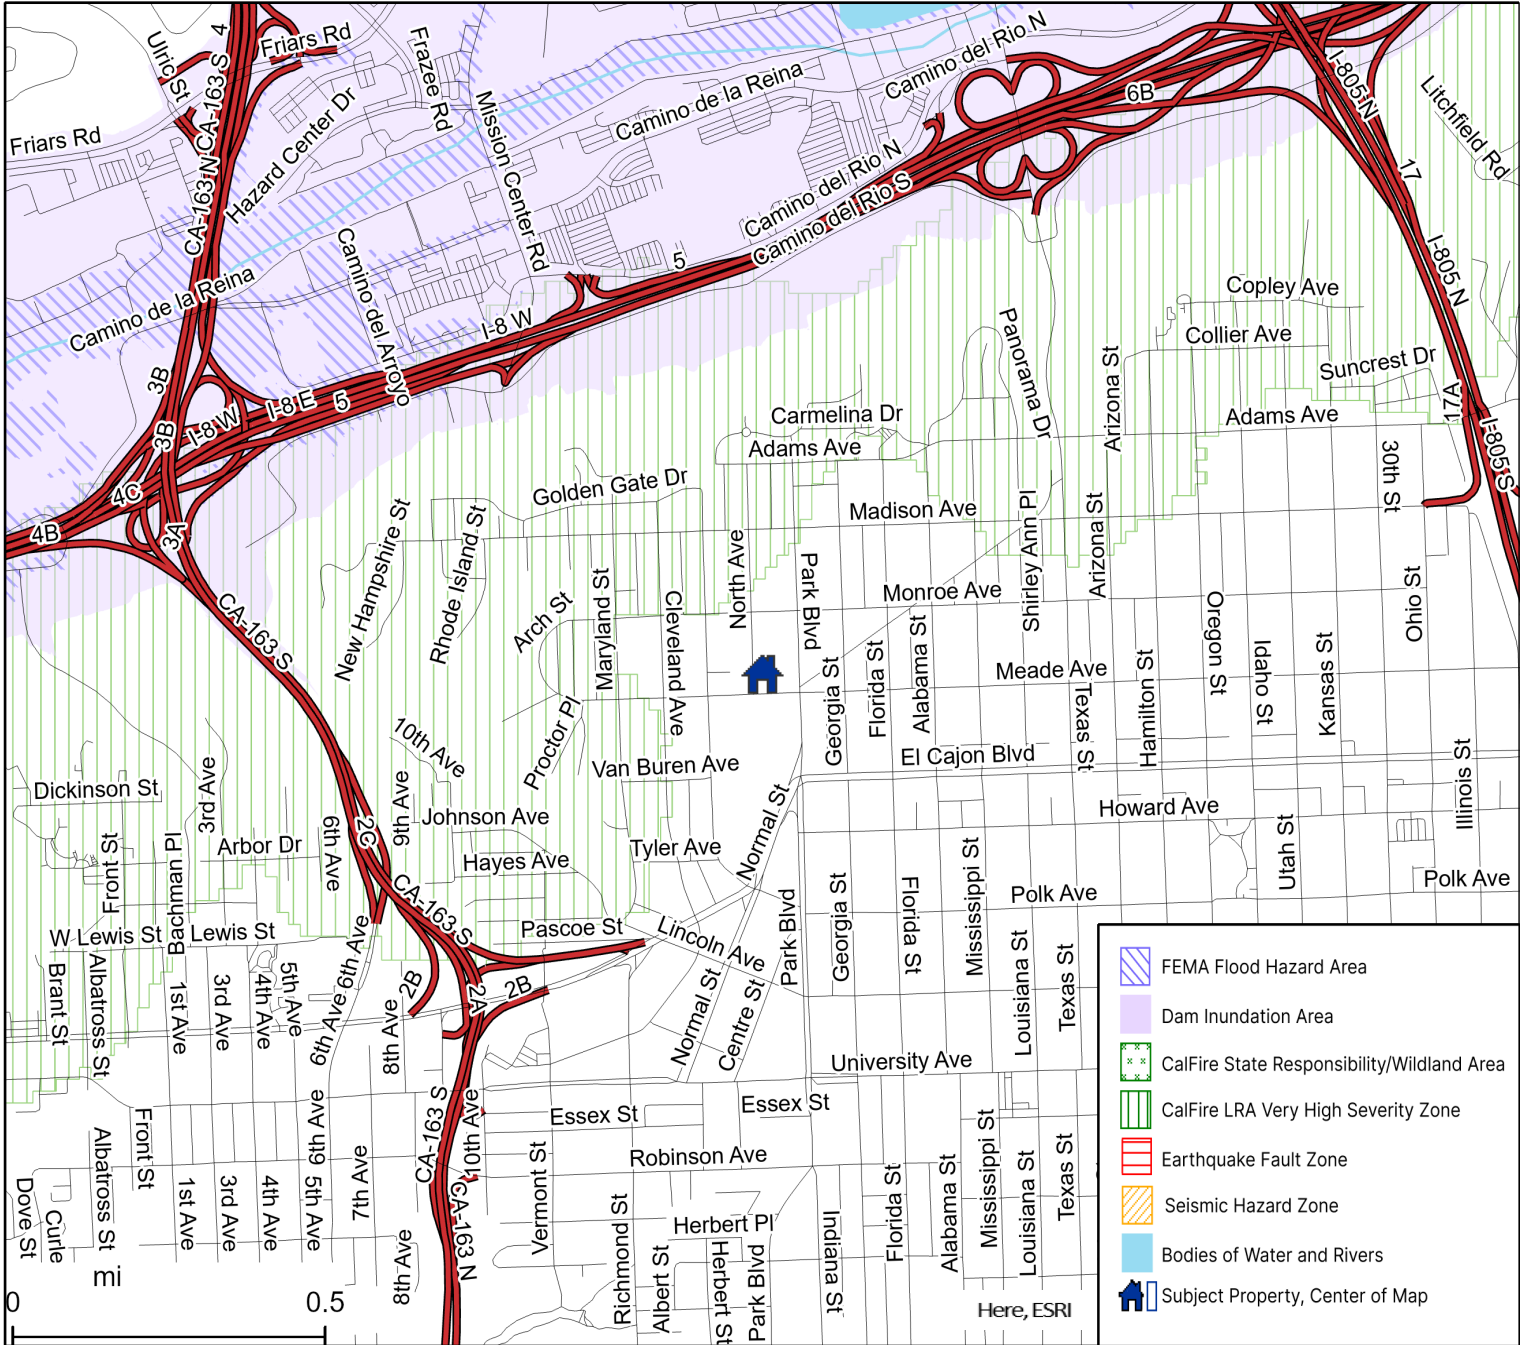 4
Friars Rd
Ulric St
CA-163 S
Frazee Rd
Camino del Rio N
I-805 N
6B
Litchfield Rd
Camino de la Reina
Mission Center Rd
Hazard Center Dr
Friars Rd
CA-163 N
17
Camino del Rio N
Camino del Rio S
Camino de la Reina
Camino del Arroyo
5
I-805 N
Copley Ave
Collier Ave
Suncrest Dr
I-8 W
Panorama Dr
Arizona St
3B
I-8 E
5
I-8 W
3B
Carmelina Dr
Adams Ave
Adams Ave
17A
I-805 S
30th St
4C
4B
3A
Golden Gate Dr
Madison Ave
New Hampshire St
Rhode Island St
Arch St
Maryland St
Cleveland Ave
North Ave
Park Blvd
Monroe Ave
Shirley Ann Pl
Arizona St
Oregon St
Ohio St
CA-163 S
Georgia St
Florida St
Alabama St
Meade Ave
Texas St
Hamilton St
Idaho St
Kansas St
Proctor Pl
10th Ave
Van Buren Ave
El Cajon Blvd
Illinois St
Dickinson St
3rd Ave
9th Ave
2C
6th Ave
Johnson Ave
Normal St
Howard Ave
Front St
Bachman Pl
Arbor Dr
Hayes Ave
Tyler Ave
Utah St
Mississippi St
Polk Ave
Polk Ave
CA-163 S
Park Blvd
Georgia St
Florida St
W Lewis St
Lewis St
Pascoe St
Lincoln Ave
Brant St
Albatross St
1st Ave
3rd Ave
4th Ave
5th Ave
6th Ave
6th Ave
8th Ave
2B
2A
2B
Normal St
Centre St
Louisiana St
Texas St
University Ave
CA-163 S
10th Ave
Essex St
Essex St
Front St
Albatross St
6th Ave
7th Ave
Robinson Ave
Mississippi St
Texas St
Dove St
Curle
1st Ave
3rd Ave
4th Ave
5th Ave
8th Ave
CA-163 N
Vermont St
Richmond St
Albert St
Herbert Pl
Herbert St
Park Blvd
Indiana St
Florida St
Alabama St
Louisiana St
mi
0 0.5
Here, ESRI
FEMA Flood Hazard Area
Dam Inundation Area
CalFire State Responsibility/Wildland Area
CalFire LRA Very High Severity Zone
Earthquake Fault Zone
Seismic Hazard Zone
Bodies of Water and Rivers
Subject Property, Center of Map